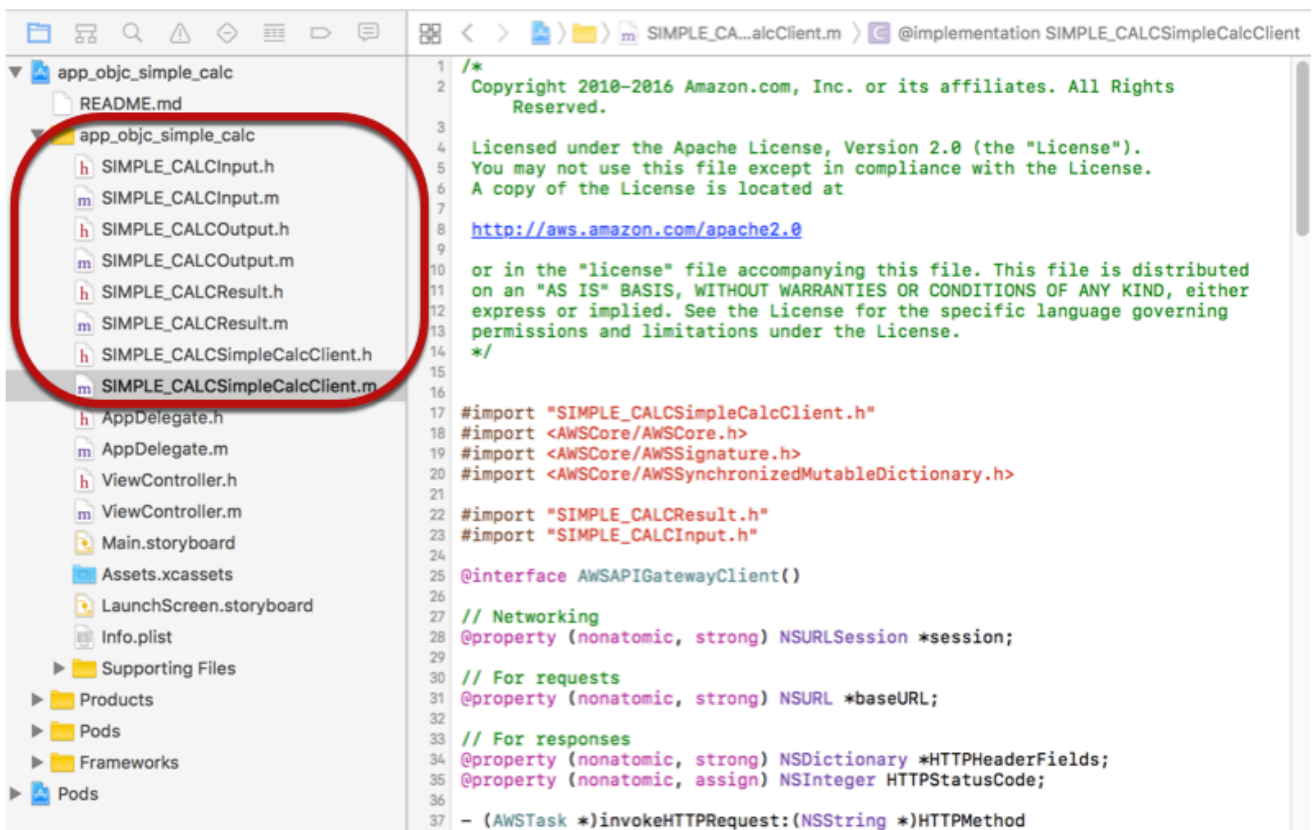 SIMPLE_CA...alcClient.m
@implementation SIMPLE_CALCSimpleCalcClient
app_objc_simple_calc
README.md
app_objc_simple_calc
h SIMPLE_CALCInput.h
m SIMPLE_CALCInput.m
h SIMPLE_CALCOutput.h
m SIMPLE_CALCOutput.m
h SIMPLE_CALCResult.h
m SIMPLE_CALCResult.m
h SIMPLE_CALCSimpleCalcClient.h
m SIMPLE_CALCSimpleCalcClient.m
h AppDelegate.h
m AppDelegate.m
h ViewController.h
m ViewController.m
Main.storyboard
Assets.xcassets
LaunchScreen.storyboard
Info.plist
Supporting Files
Products
Pods
Frameworks
Pods
1 /*
2 Copyright 2010-2016 Amazon.com, Inc. or its affiliates. All Rights
Reserved.
3
4 Licensed under the Apache License, Version 2.0 (the "License").
5 You may not use this file except in compliance with the License.
6 A copy of the License is located at
7
8 http://aws.amazon.com/apache2.0
9
10 or in the "license" file accompanying this file. This file is distributed
11 on an "AS IS" BASIS, WITHOUT WARRANTIES OR CONDITIONS OF ANY KIND, either
12 express or implied. See the License for the specific language governing
13 permissions and limitations under the License.
14 */
15
16
17 #import "SIMPLE_CALCSimpleCalcClient.h"
18 #import <AWSCore/AWSCore.h>
19 #import <AWSCore/AWSSignature.h>
20 #import <AWSCore/AWSSynchronizedMutableDictionary.h>
21
22 #import "SIMPLE_CALCResult.h"
23 #import "SIMPLE_CALCInput.h"
24
25 @interface AWSAPIGatewayClient()
26
27 // Networking
28 @property (nonatomic, strong) NSURLSession *session;
29
30 // For requests
31 @property (nonatomic, strong) NSURL *baseURL;
32
33 // For responses
34 @property (nonatomic, strong) NSDictionary *HTTPHeaderFields;
35 @property (nonatomic, assign) NSInteger HTTPStatusCode;
36
37 - (AWSTask *)invokeHTTPRequest:(NSString *)HTTPMethod